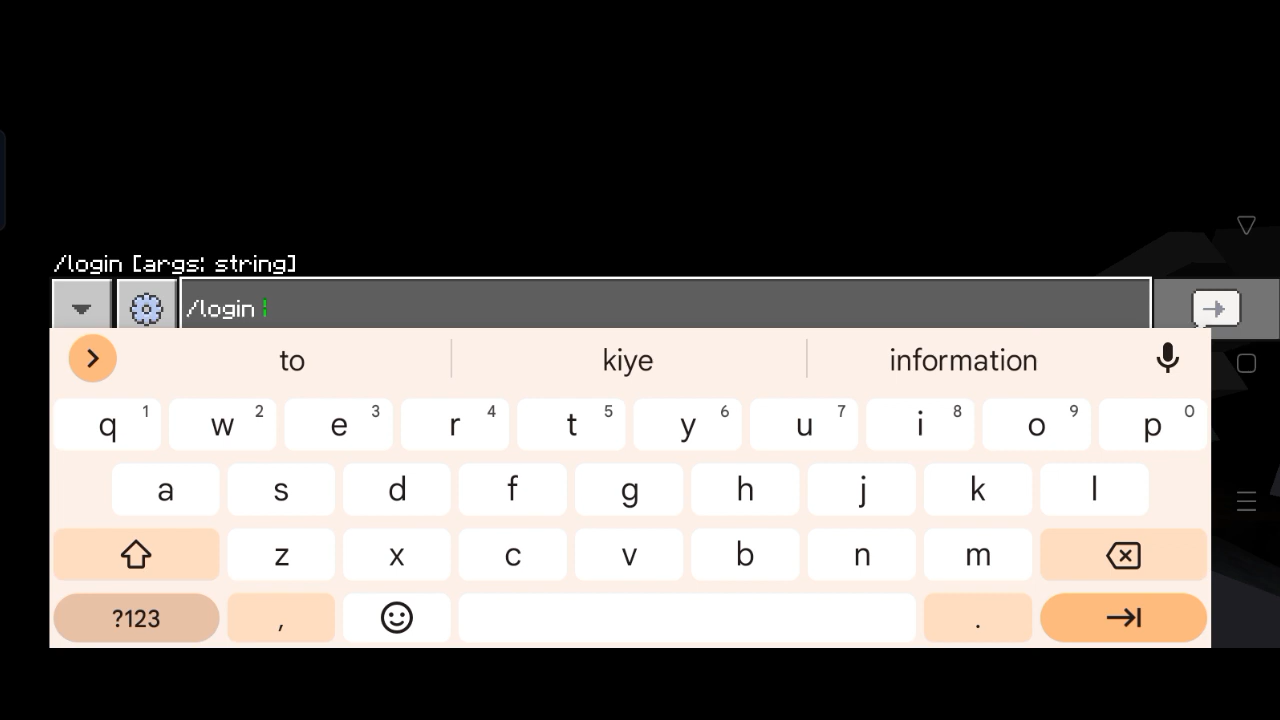 /login [args: string]
/login
to kiye information
q 1 w 2 e 3 r 4 t 5 y 6 u 7 i 8 o 9 p 0
a s d f g h j k l
z x c v b n m
?123 , .